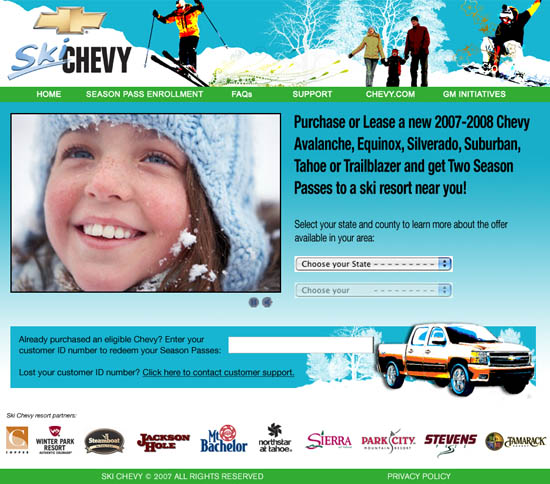 Ski CHEVY
HOME SEASON PASS ENROLLMENT FAQs SUPPORT CHEVY.COM GM INITIATIVES
Purchase or Lease a new 2007-2008 Chevy
Avalanche, Equinox, Silverado, Suburban,
Tahoe or Trailblazer and get Two Season
Passes to a ski resort near you!
Select your state and county to learn more about the offer
available in your area:
Choose your State - - - - - - - - -
Choose your - - - - - - - - -
Already purchased an eligible Chevy? Enter your
customer ID number to redeem your Season Passes:
Lost your customer ID number? Click here to contact customer support.
Ski Chevy resort partners:
C
COPPER
WINTER PARK
RESORT
Steamboat
JACKSON
HOLE
Mt
Bachelor
northstar
at tahoe
SIERRA
PARK CITY
MOUNTAIN RESORT
STEVENS
TAMARACK
SKI CHEVY © 2007 ALL RIGHTS RESERVED PRIVACY POLICY